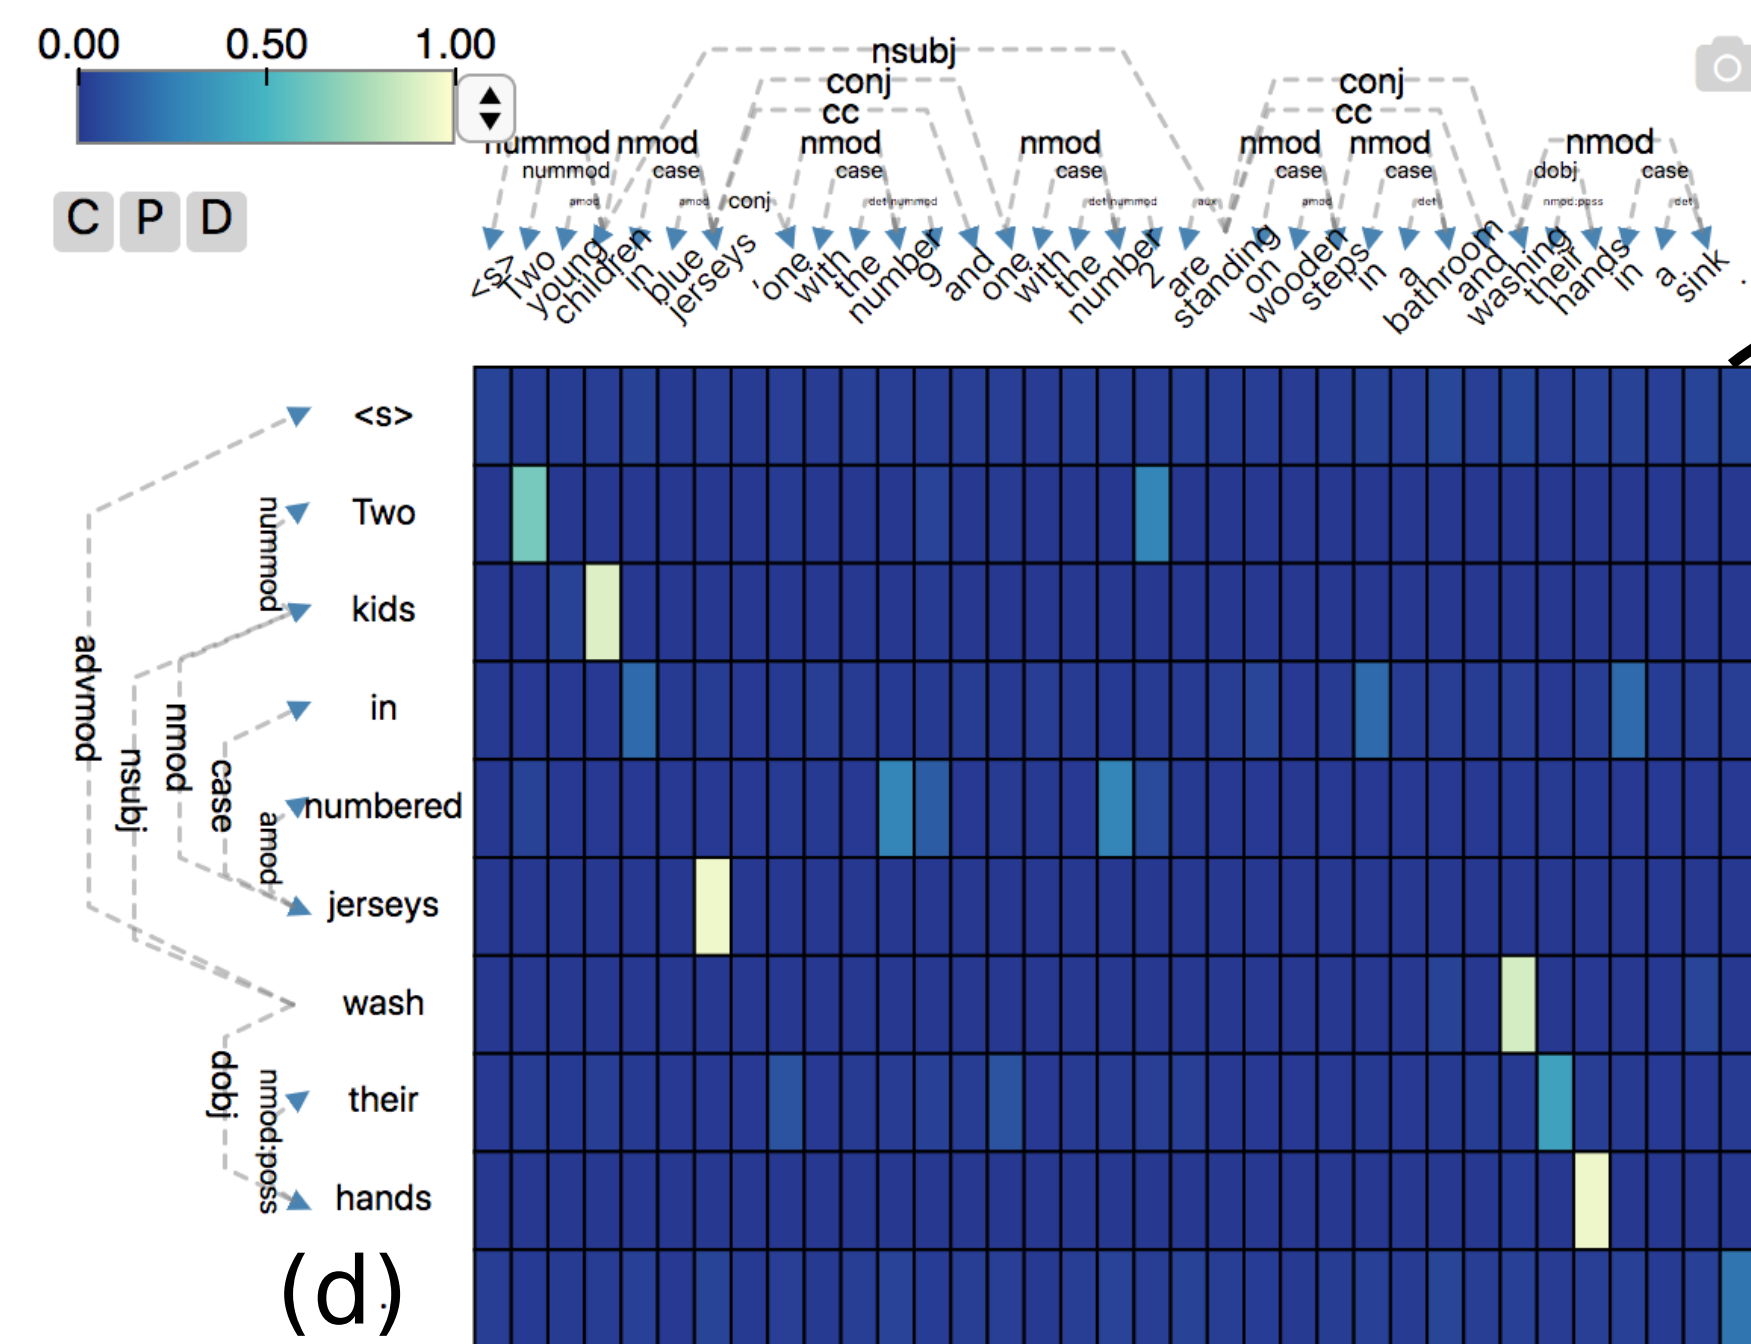 0.00 0.50 1.00
C P D
nsubj
conj conj
cc cc
nummod nmod nmod nmod nmod nmod nmod
nummod case case case case case dobj case
amod amod conj det nummod det nummod aux amod det nmod:poss det
<s> Two young children in blue jerseys 'one with the number 9 and one with the number 2 are standing on wooden steps in a bathroom and washing their hands in a sink .
<s>
nummod Two
kids
advmod nsubj nmod case in
amod numbered
jerseys
wash
dobj nmod:poss their
hands
.
(d)